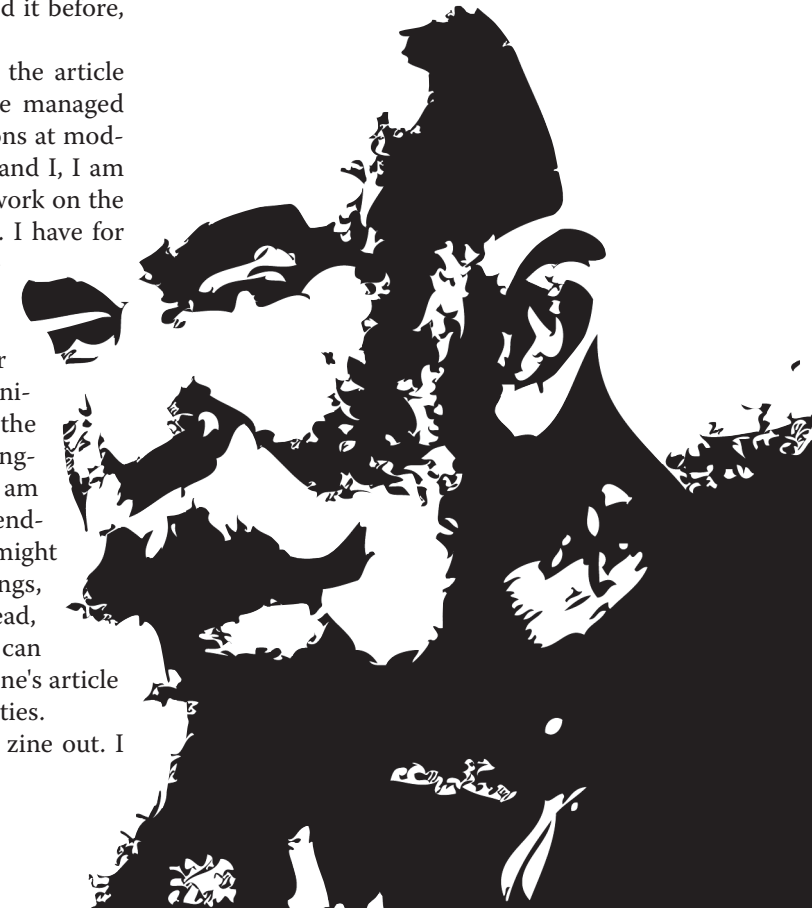 d it before,
the article
e managed
ons at mod-
and I, I am
work on the
. I have for
r
ni-
the
ng-
am
end-
might
ngs,
ead,
can
ne's article
ties.
zine out. I